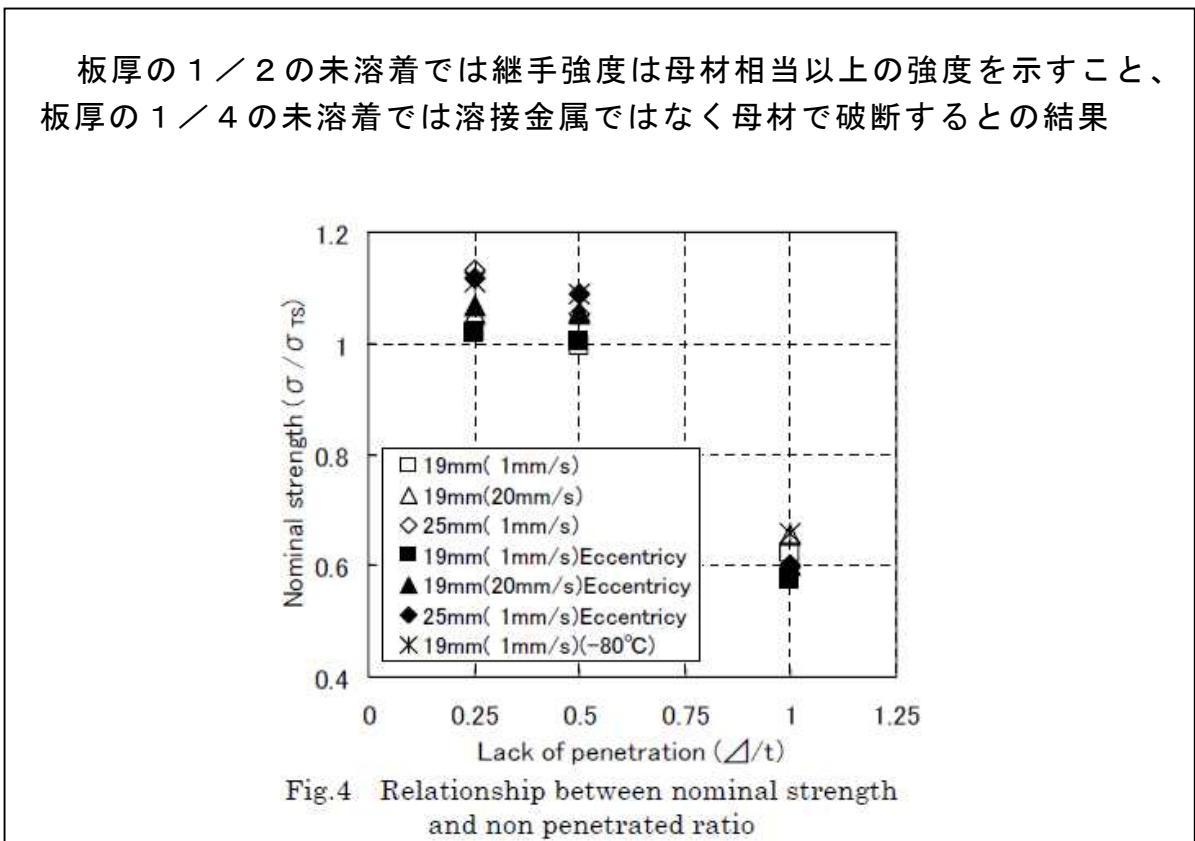 板厚の１／２の未溶着では継手強度は母材相当以上の強度を示すこと、
板厚の１／４の未溶着では溶接金属ではなく母材で破断するとの結果
1.2
1
0.8
0.6
0.4
Nominal strength (σ/σTS)
□ 19mm( 1mm/s)
△ 19mm(20mm/s)
◇ 25mm( 1mm/s)
■ 19mm( 1mm/s)Eccentricy
▲ 19mm(20mm/s)Eccentricy
◆ 25mm( 1mm/s)Eccentricy
＊ 19mm( 1mm/s)(-80℃)
0 0.25 0.5 0.75 1 1.25
Lack of penetration (⊿/t)
Fig.4 Relationship between nominal strength
and non penetrated ratio